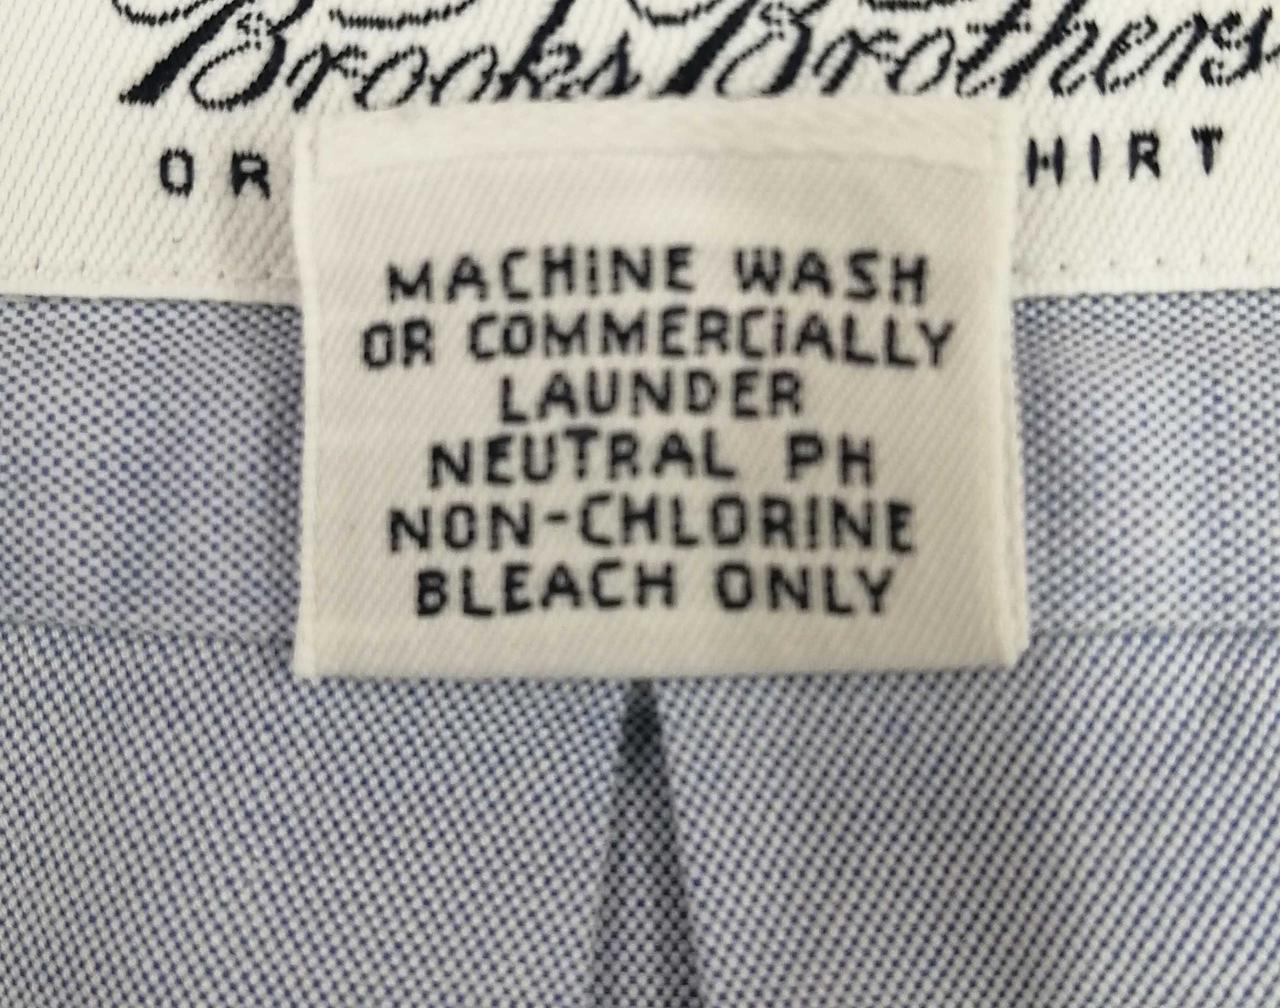 Brooks Brothers
OR HIRT
MACHINE WASH
OR COMMERCIALLY
LAUNDER
NEUTRAL PH
NON-CHLORINE
BLEACH ONLY